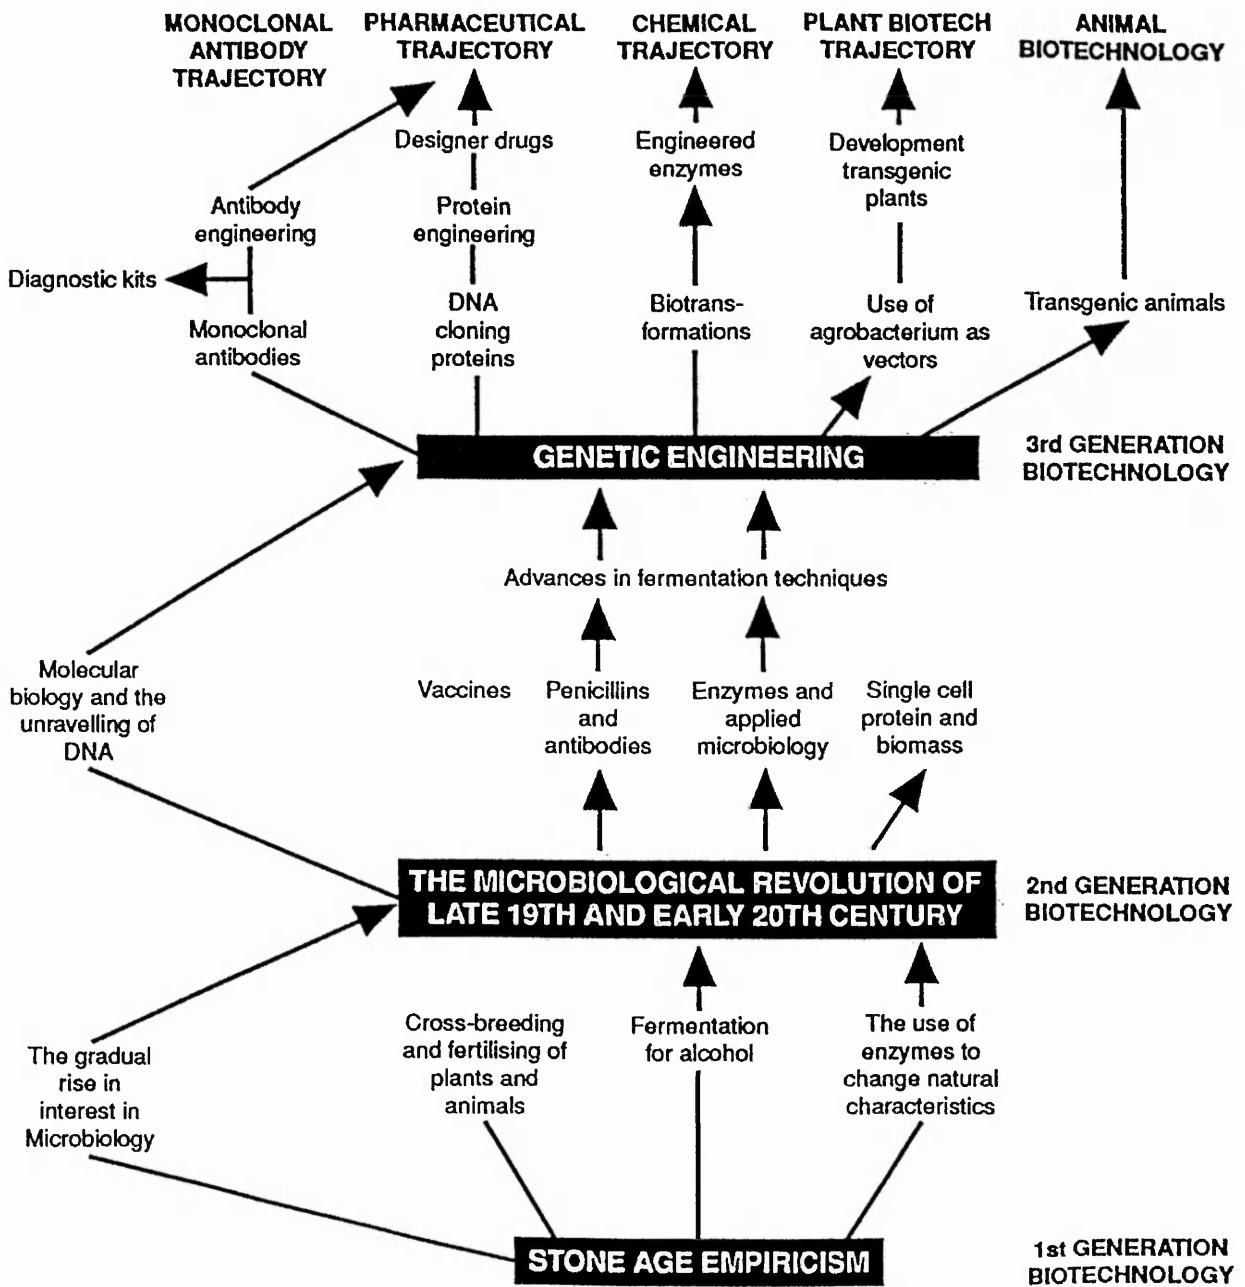 MONOCLONAL
ANTIBODY
TRAJECTORY
PHARMACEUTICAL
TRAJECTORY
CHEMICAL
TRAJECTORY
PLANT BIOTECH
TRAJECTORY
ANIMAL
BIOTECHNOLOGY
Designer drugs
Engineered
enzymes
Development
transgenic
plants
Antibody
engineering
Protein
engineering
Diagnostic kits
Monoclonal
antibodies
DNA
cloning
proteins
Biotrans-
formations
Use of
agrobacterium as
vectors
Transgenic animals
GENETIC ENGINEERING
3rd GENERATION
BIOTECHNOLOGY
Advances in fermentation techniques
Molecular
biology and the
unravelling of
DNA
Vaccines
Penicillins
and
antibodies
Enzymes and
applied
microbiology
Single cell
protein and
biomass
THE MICROBIOLOGICAL REVOLUTION OF
LATE 19TH AND EARLY 20TH CENTURY
2nd GENERATION
BIOTECHNOLOGY
The gradual
rise in
interest in
Microbiology
Cross-breeding
and fertilising of
plants and
animals
Fermentation
for alcohol
The use of
enzymes to
change natural
characteristics
STONE AGE EMPIRICISM
1st GENERATION
BIOTECHNOLOGY